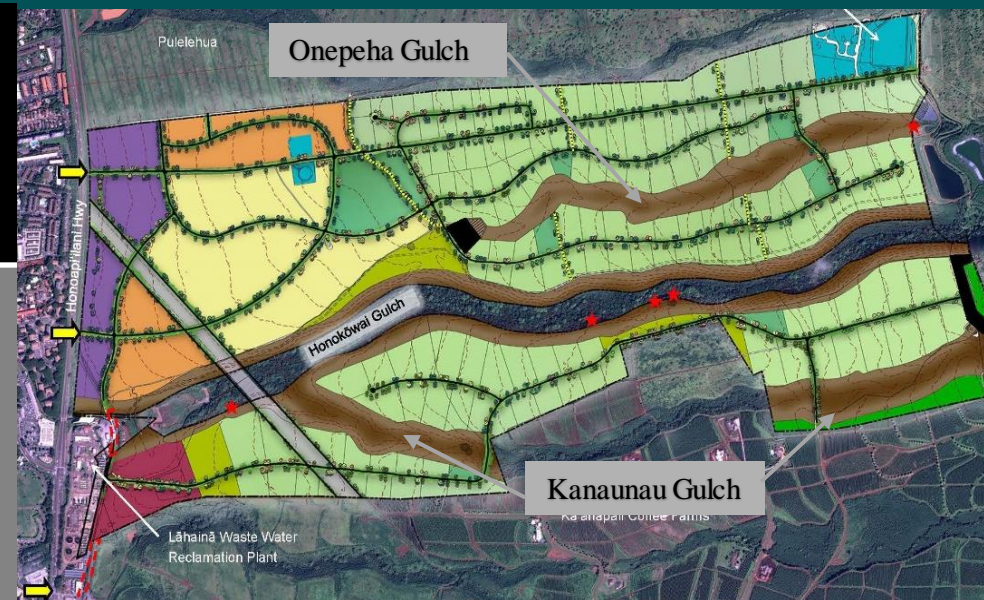 Pulelehua
Onepeha Gulch
Honoapiʻilani Hwy
Honokōwai Gulch
Kanaunau Gulch
Kāʻanapali Coffee Farms
Lāhainā Waste Water
Reclamation Plant